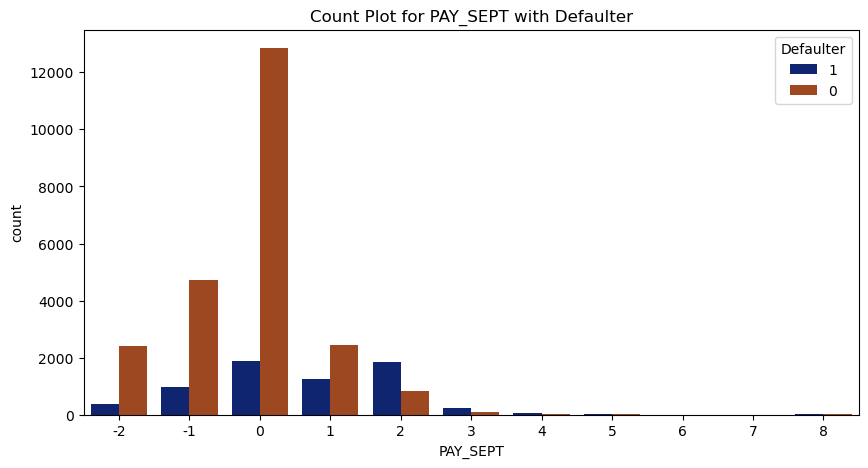 Count Plot for PAY_SEPT with Defaulter
Defaulter
1
0
12000
10000
8000
6000
4000
2000
0
count
-2 -1 0 1 2 3 4 5 6 7 8
PAY_SEPT